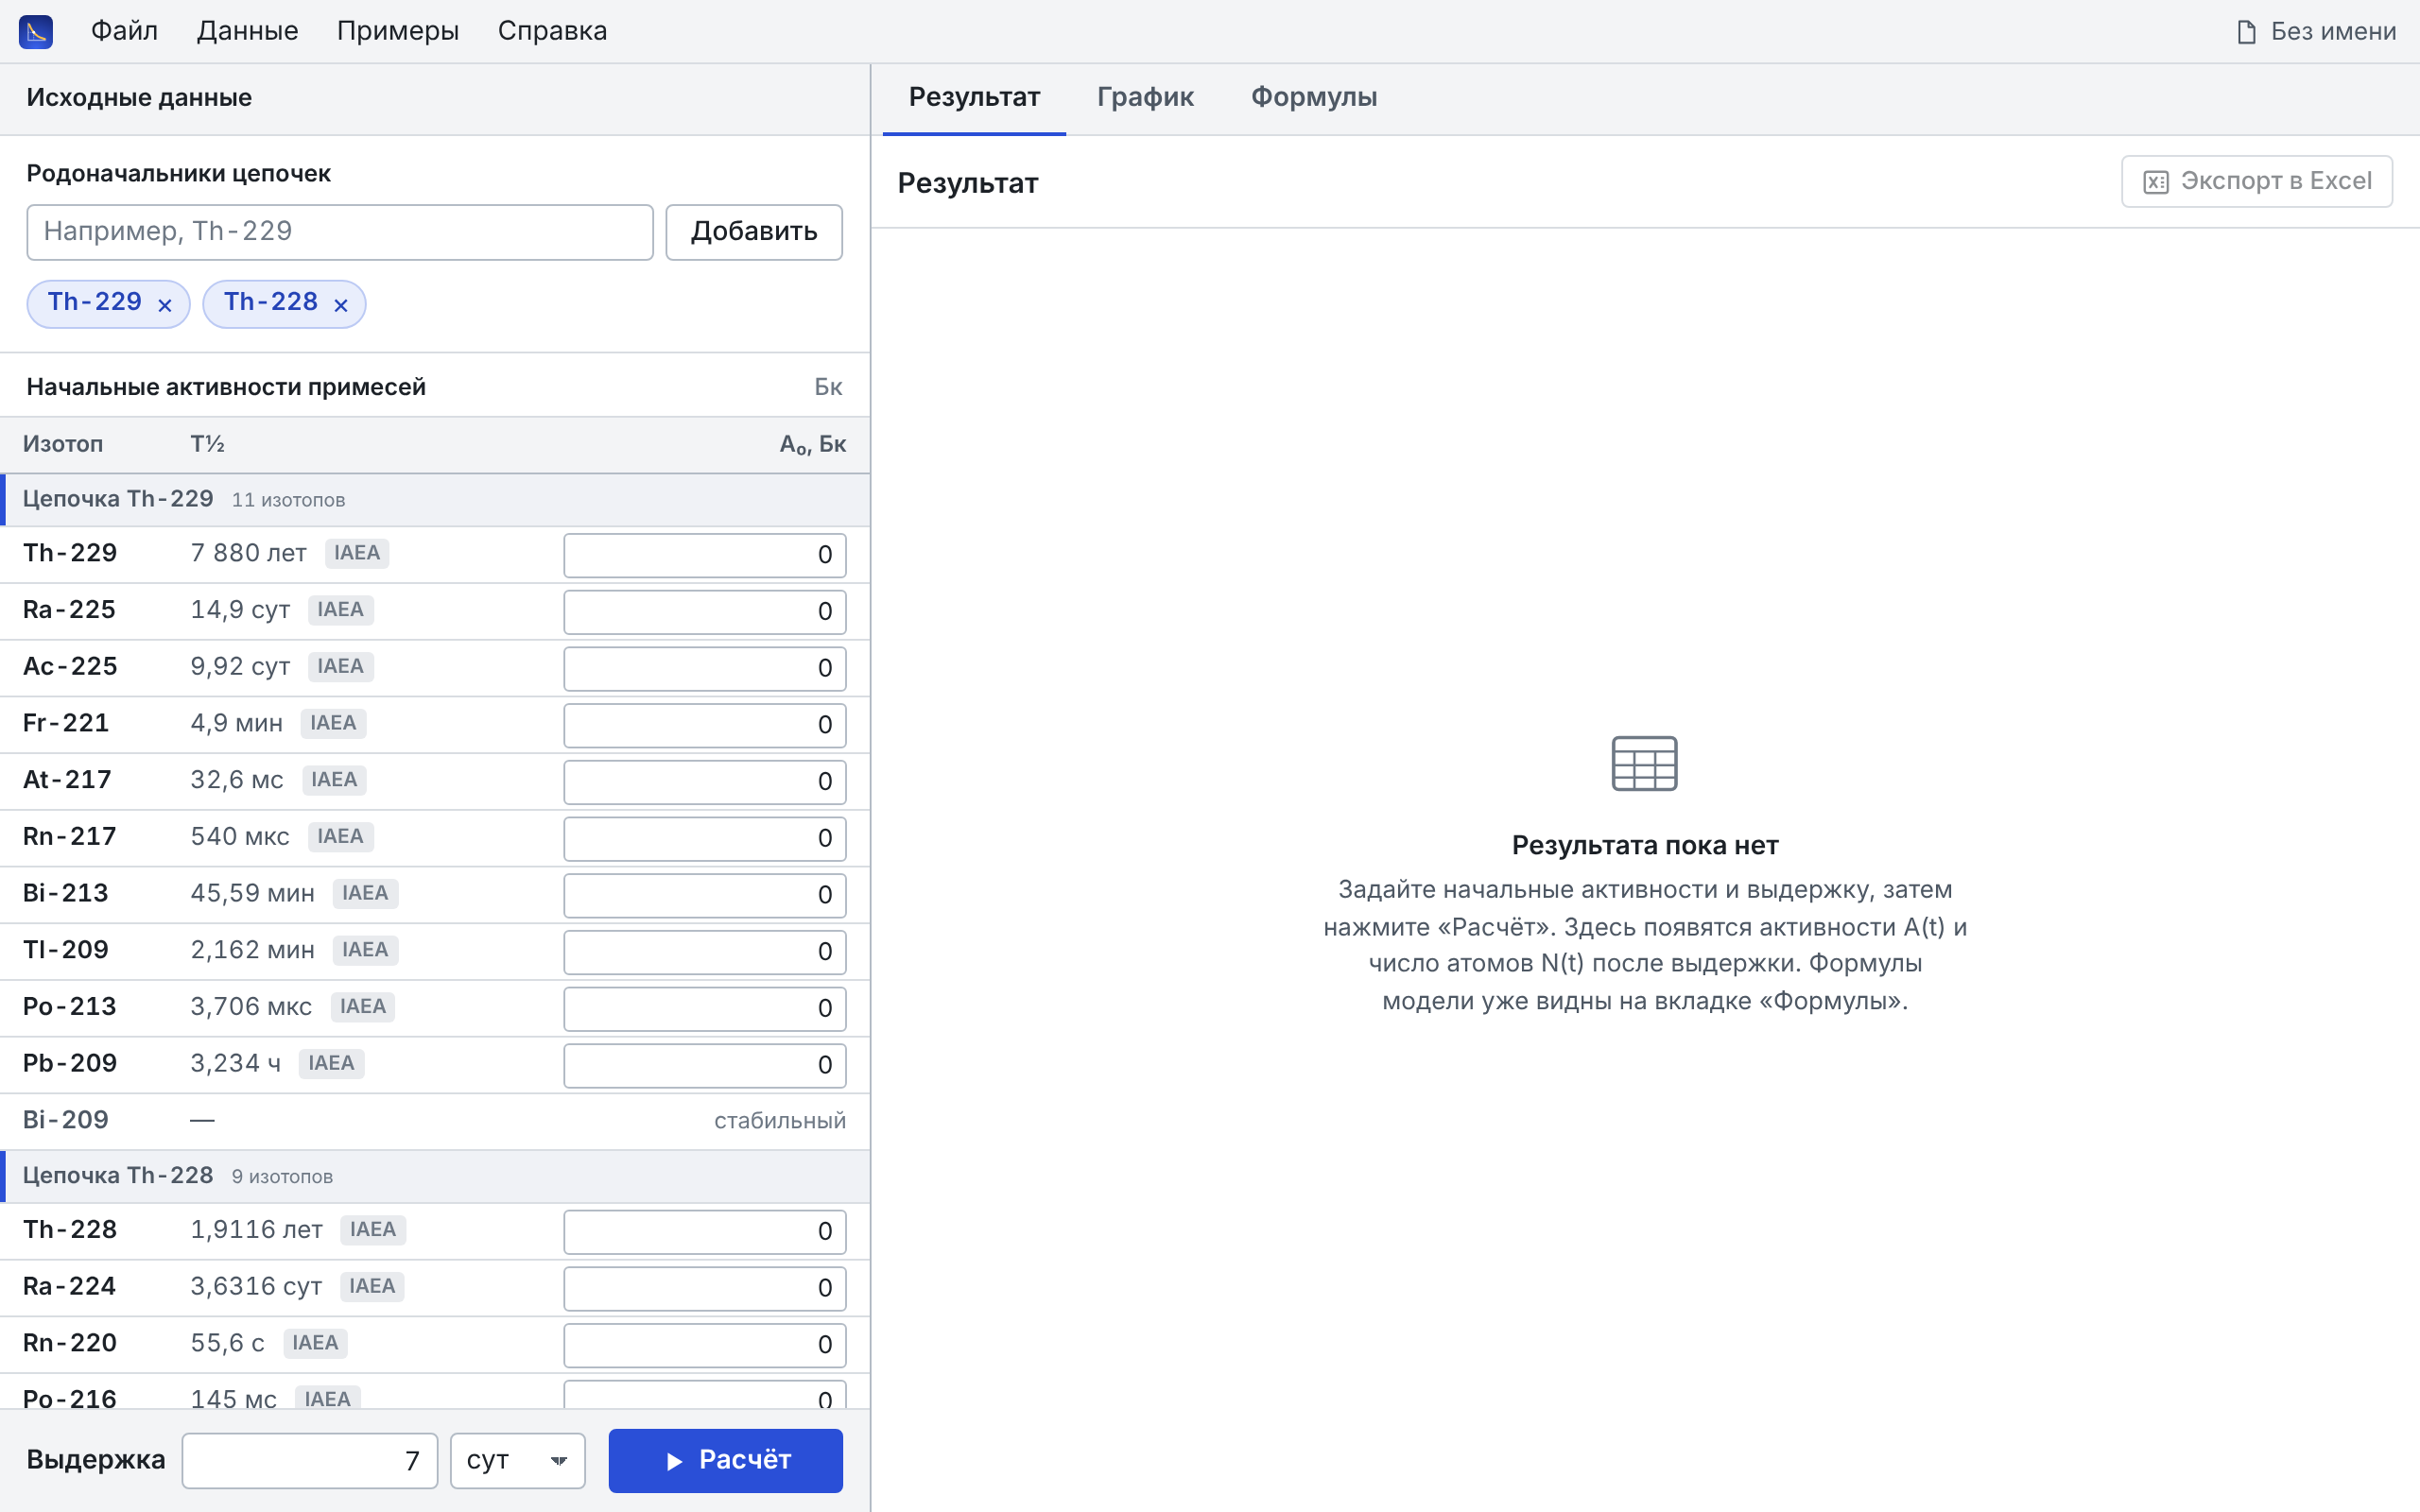 Файл Данные Примеры Справка Без имени
Исходные данные
Результат График Формулы
Родоначальники цепочек
Результат
Экспорт в Excel
Например, Th-229
Добавить
Th-229 × Th-228 ×
Начальные активности примесей Бк
Изотоп T½ A₀, Бк
Цепочка Th-229 11 изотопов
Th-229 7 880 лет IAEA 0
Ra-225 14,9 сут IAEA 0
Ac-225 9,92 сут IAEA 0
Fr-221 4,9 мин IAEA 0
At-217 32,6 мс IAEA 0
Rn-217 540 мкс IAEA 0
Bi-213 45,59 мин IAEA 0
Tl-209 2,162 мин IAEA 0
Po-213 3,706 мкс IAEA 0
Pb-209 3,234 ч IAEA 0
Bi-209 — стабильный
Цепочка Th-228 9 изотопов
Th-228 1,9116 лет IAEA 0
Ra-224 3,6316 сут IAEA 0
Rn-220 55,6 с IAEA 0
Po-216 145 мс IAEA 0
Выдержка 7 сут Расчёт
Результата пока нет
Задайте начальные активности и выдержку, затем
нажмите «Расчёт». Здесь появятся активности A(t) и
число атомов N(t) после выдержки. Формулы
модели уже видны на вкладке «Формулы».